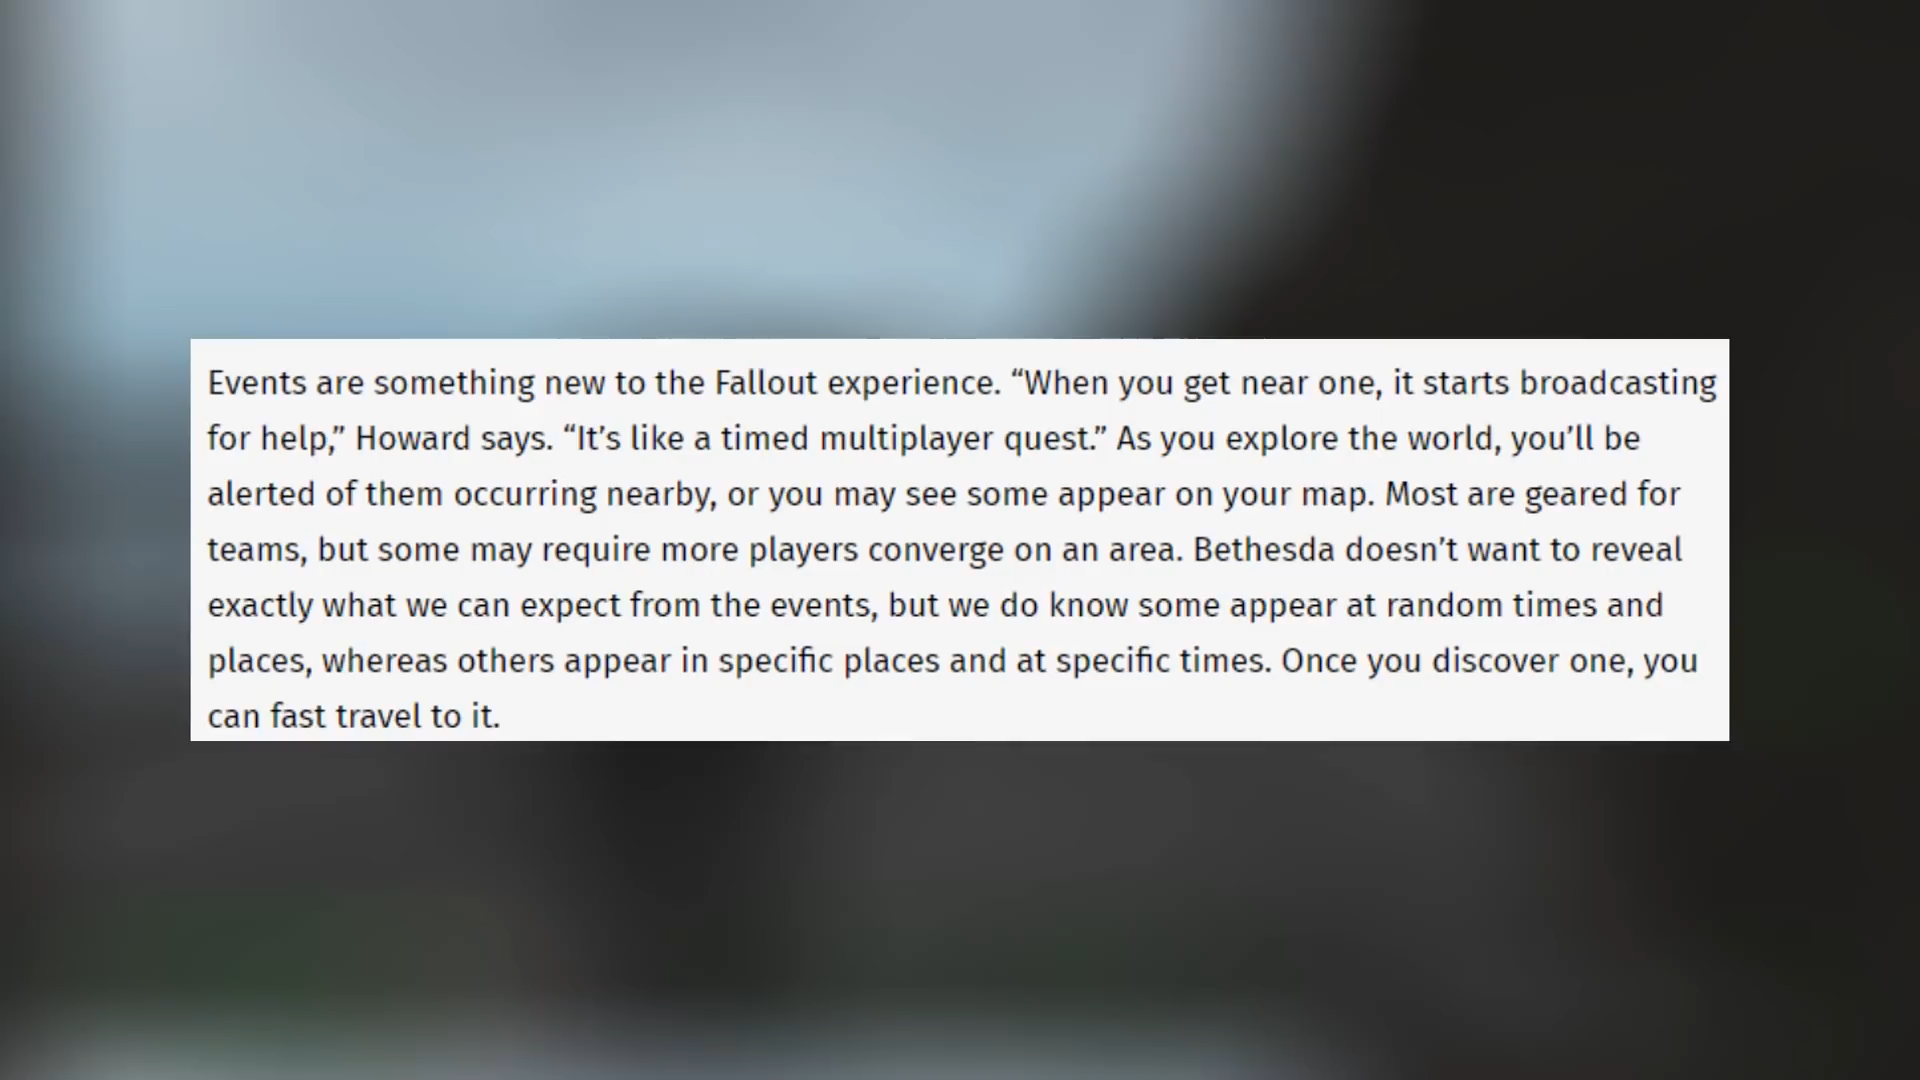 Events are something new to the Fallout experience. “When you get near one, it starts broadcasting
for help,” Howard says. “It’s like a timed multiplayer quest.” As you explore the world, you’ll be
alerted of them occurring nearby, or you may see some appear on your map. Most are geared for
teams, but some may require more players converge on an area. Bethesda doesn’t want to reveal
exactly what we can expect from the events, but we do know some appear at random times and
places, whereas others appear in specific places and at specific times. Once you discover one, you
can fast travel to it.